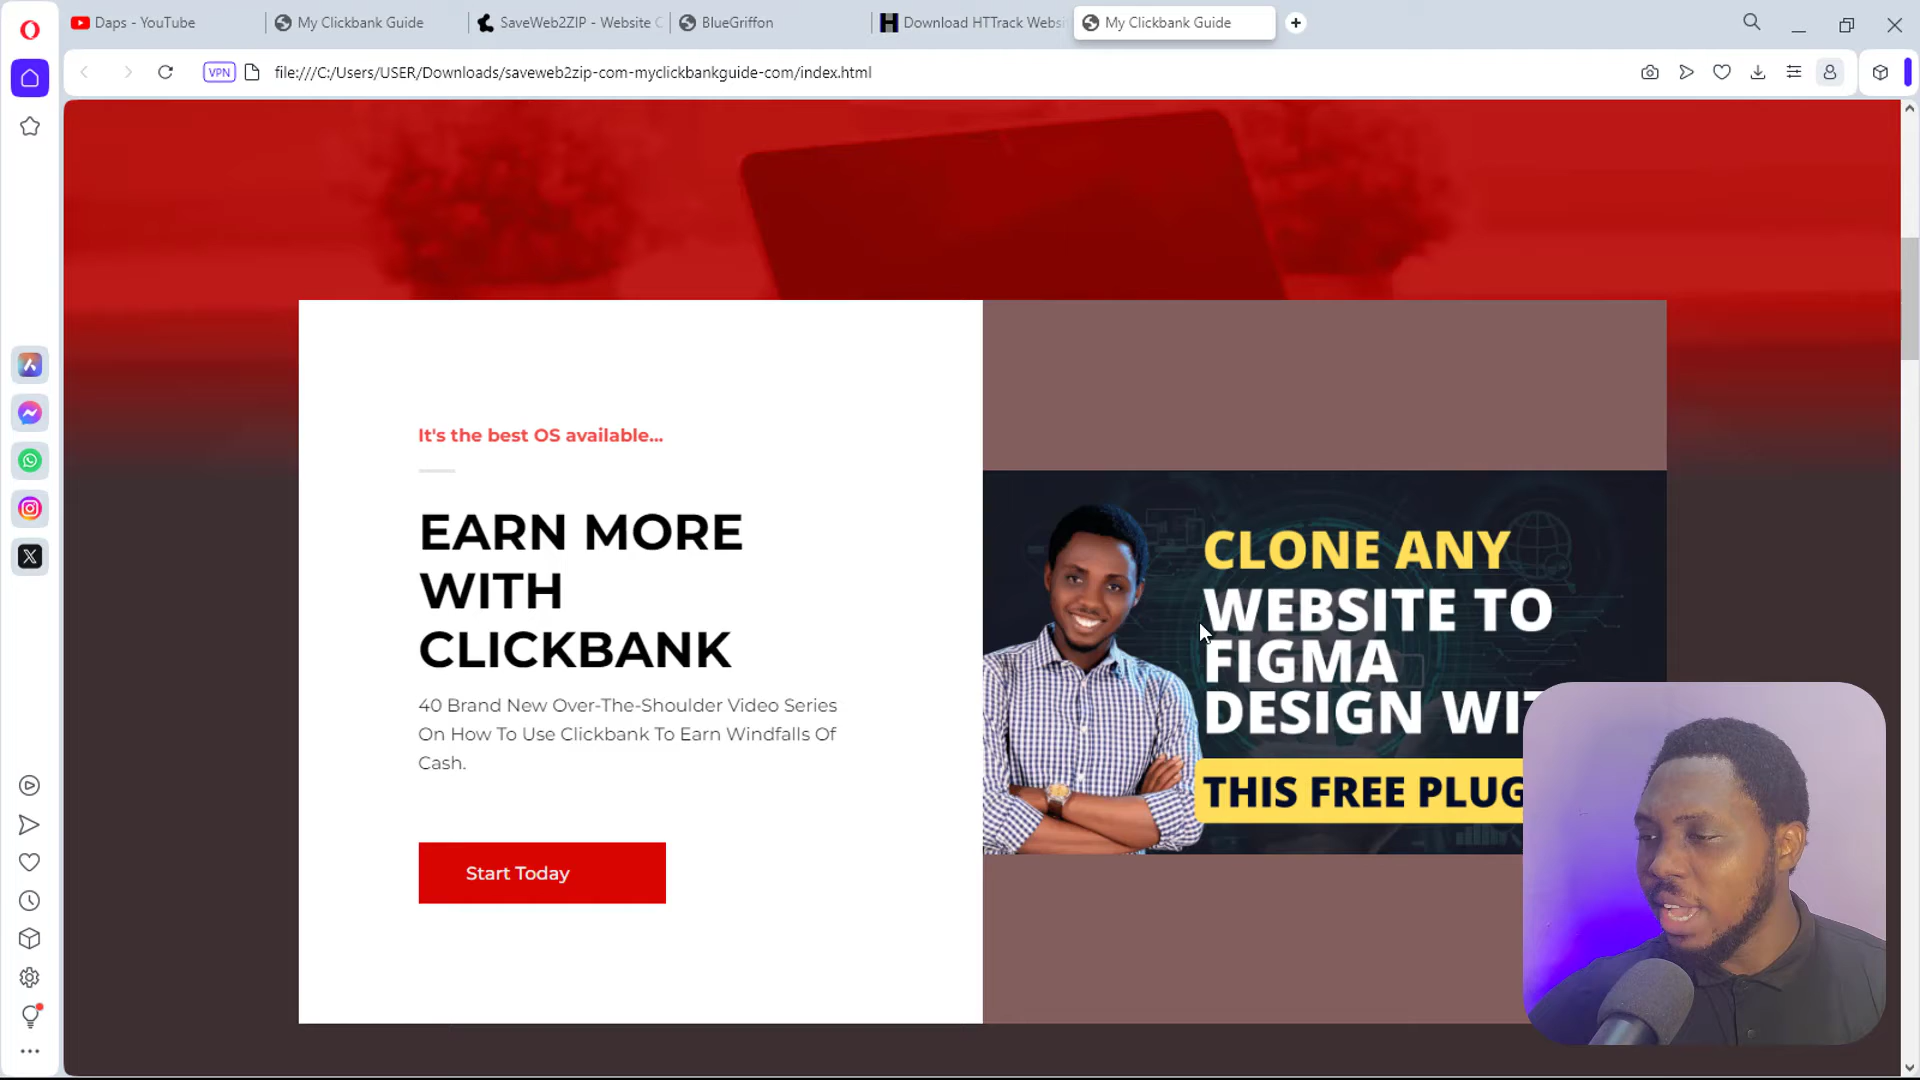 Daps - YouTube
My Clickbank Guide
SaveWeb2ZIP - Website C
BlueGriffon
Download HTTrack Websi
My Clickbank Guide
VPN
file:///C:/Users/USER/Downloads/saveweb2zip-com-myclickbankguide-com/index.html
It's the best OS available...
EARN MORE
WITH
CLICKBANK
40 Brand New Over-The-Shoulder Video Series
On How To Use Clickbank To Earn Windfalls Of
Cash.
Start Today
CLONE ANY
WEBSITE TO
FIGMA
DESIGN WIT
THIS FREE PLUG